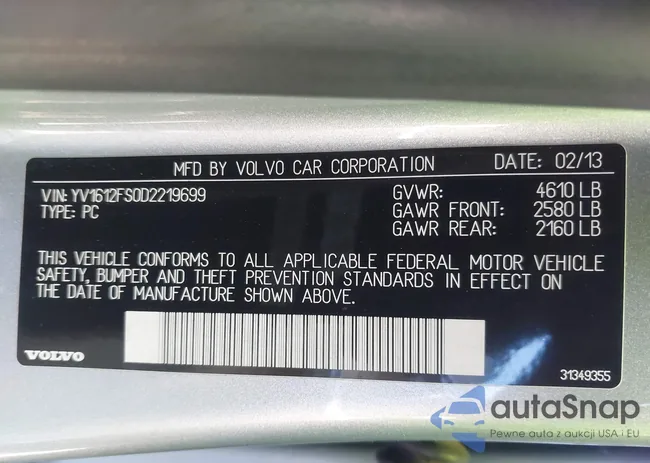 MFD BY VOLVO CAR CORPORATION DATE: 02/13
VIN: YV1612FS0D2219699 GVWR: 4610 LB
TYPE: PC GAWR FRONT: 2580 LB
GAWR REAR: 2160 LB
THIS VEHICLE CONFORMS TO ALL APPLICABLE FEDERAL MOTOR VEHICLE
SAFETY, BUMPER AND THEFT PREVENTION STANDARDS IN EFFECT ON
THE DATE OF MANUFACTURE SHOWN ABOVE.
VOLVO
31349355
autaSnap
Pewne auta z aukcji USA i EU